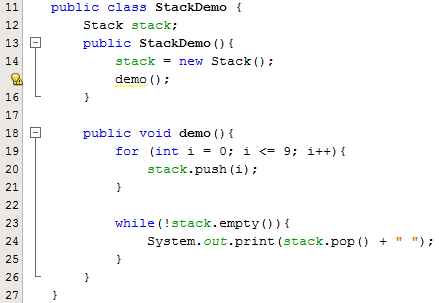 11 public class StackDemo {
12     Stack stack;
13     public StackDemo(){
14         stack = new Stack();
        demo();
16     }
17
18     public void demo(){
19         for (int i = 0; i <= 9; i++){
20             stack.push(i);
21         }
22
23         while(!stack.empty()){
24             System.out.print(stack.pop() + " ");
25         }
26     }
27 }